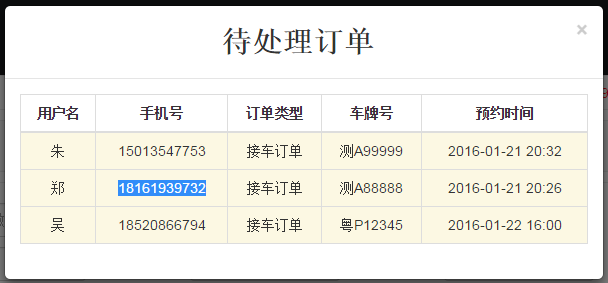 待处理订单
×
用户名 手机号 订单类型 车牌号 预约时间
朱 15013547753 接车订单 测A99999 2016-01-21 20:32
郑 18161939732 接车订单 测A88888 2016-01-21 20:26
吴 18520866794 接车订单 粤P12345 2016-01-22 16:00